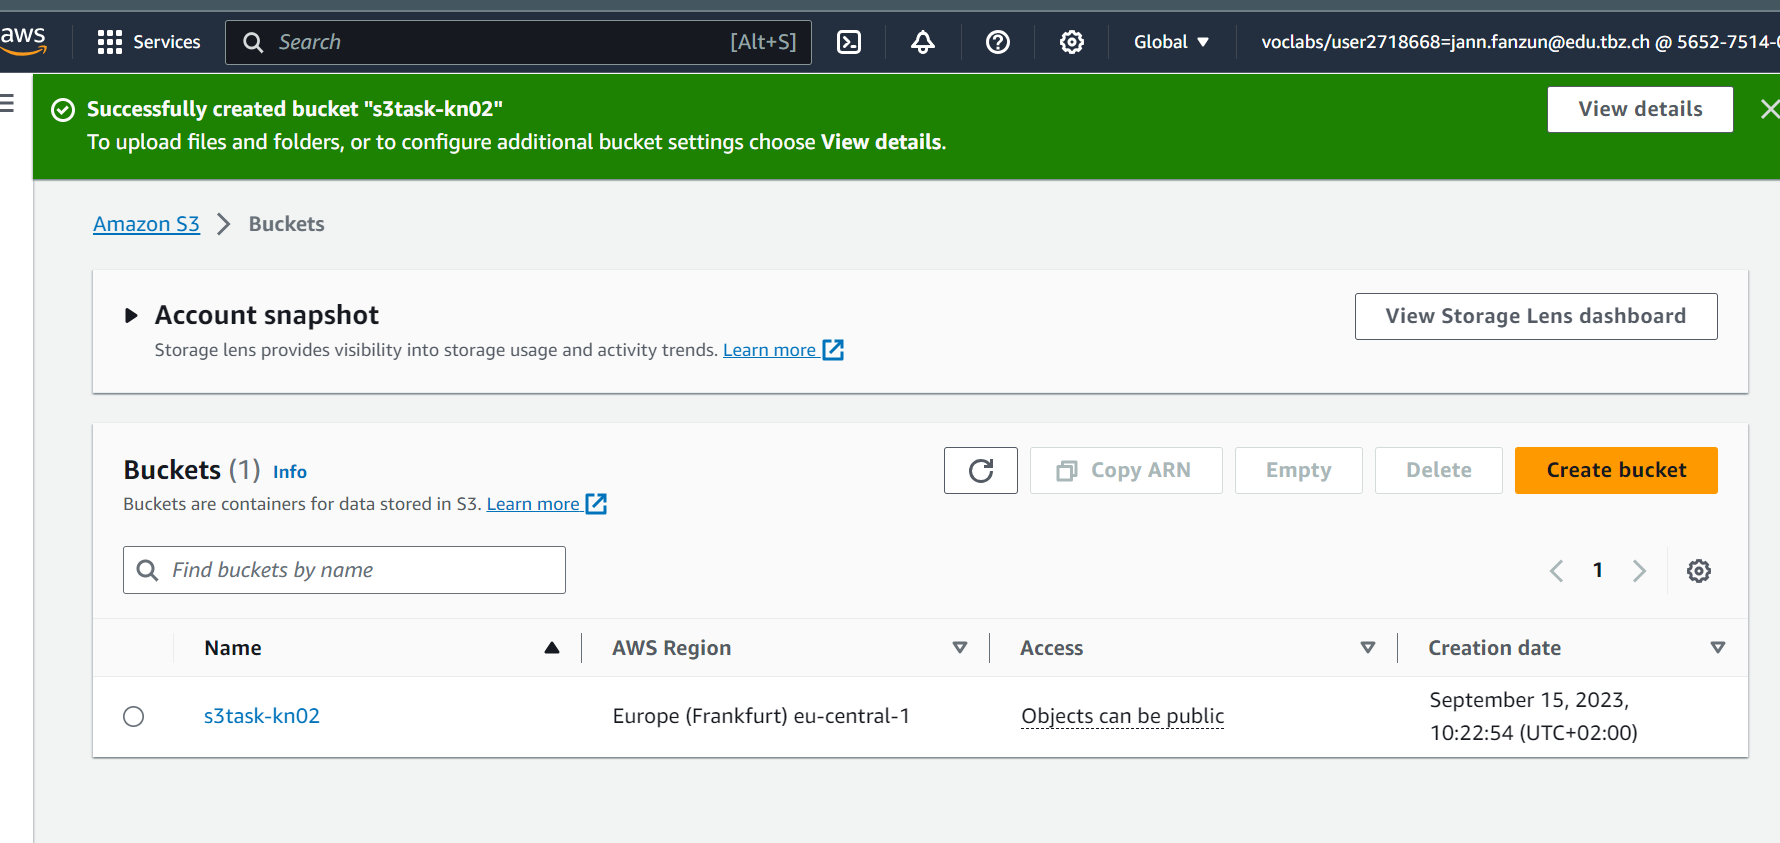 aws
Services
Search
[Alt+S]
Global
voclabs/user2718668=jann.fanzun@edu.tbz.ch @ 5652-7514-
Successfully created bucket "s3task-kn02"
To upload files and folders, or to configure additional bucket settings choose View details.
View details
Amazon S3
Buckets
Account snapshot
Storage lens provides visibility into storage usage and activity trends. Learn more
View Storage Lens dashboard
Buckets (1) Info
Buckets are containers for data stored in S3. Learn more
Copy ARN
Empty
Delete
Create bucket
Find buckets by name
1
Name
AWS Region
Access
Creation date
s3task-kn02
Europe (Frankfurt) eu-central-1
Objects can be public
September 15, 2023,
10:22:54 (UTC+02:00)